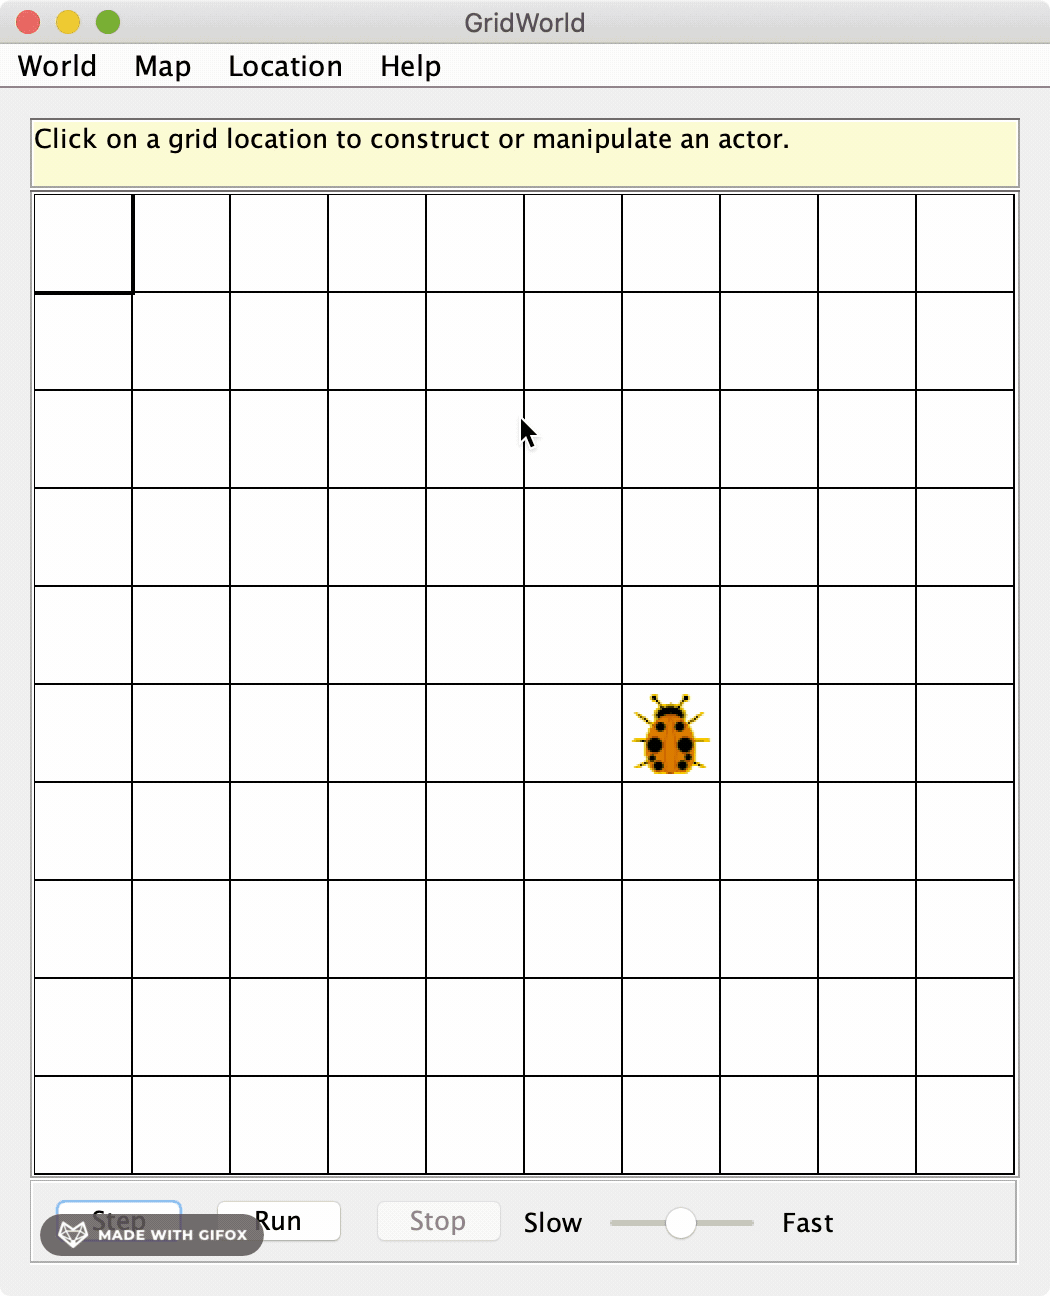 GridWorld
World Map Location Help
Click on a grid location to construct or manipulate an actor.
Step Run Stop Slow Fast
MADE WITH GIFOX